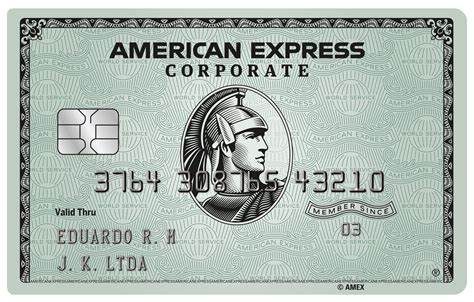 AMERICAN EXPRESS
CORPORATE
3764 308765 43210
MEMBER SINCE
Valid Thru
03
EDUARDO R. H
J. K. LTDA
®
© AMEX